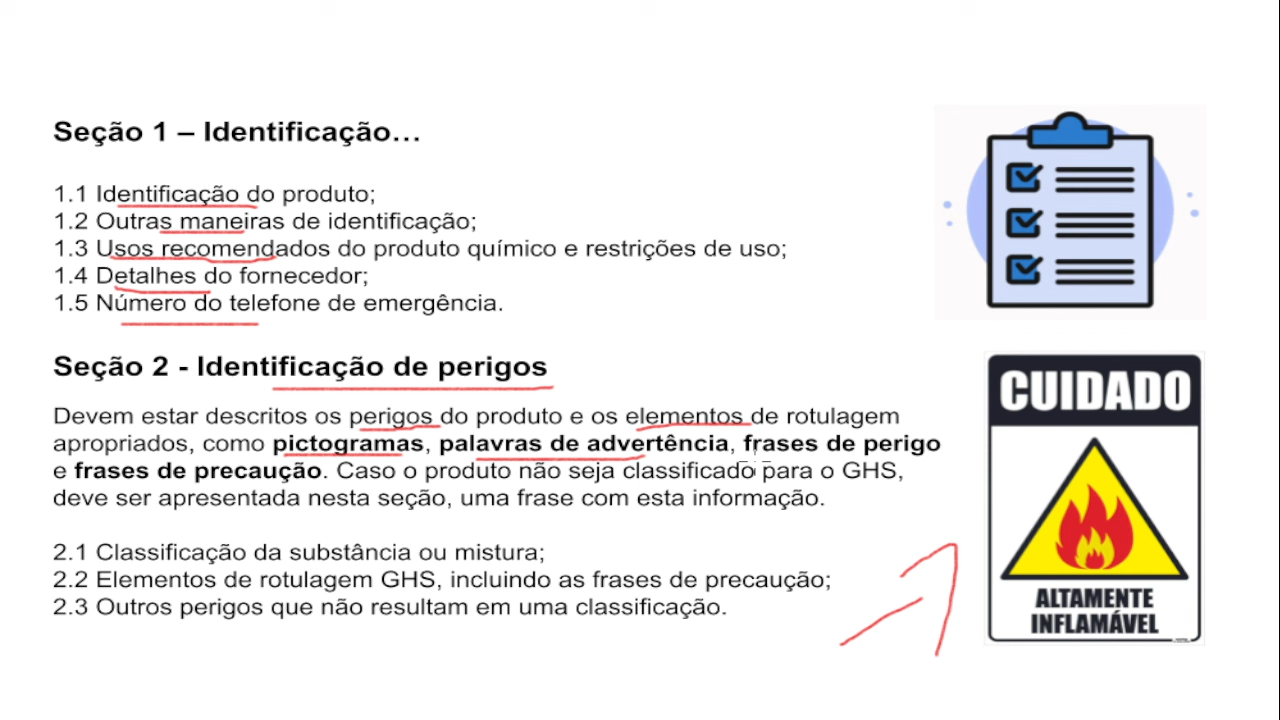 Seção 1 – Identificação...
1.1 Identificação do produto;
1.2 Outras maneiras de identificação;
1.3 Usos recomendados do produto químico e restrições de uso;
1.4 Detalhes do fornecedor;
1.5 Número do telefone de emergência.
Seção 2 - Identificação de perigos
Devem estar descritos os perigos do produto e os elementos de rotulagem
apropriados, como pictogramas, palavras de advertência, frases de perigo
e frases de precaução. Caso o produto não seja classificado para o GHS,
deve ser apresentada nesta seção, uma frase com esta informação.
2.1 Classificação da substância ou mistura;
2.2 Elementos de rotulagem GHS, incluindo as frases de precaução;
2.3 Outros perigos que não resultam em uma classificação.
CUIDADO
ALTAMENTE
INFLAMÁVEL